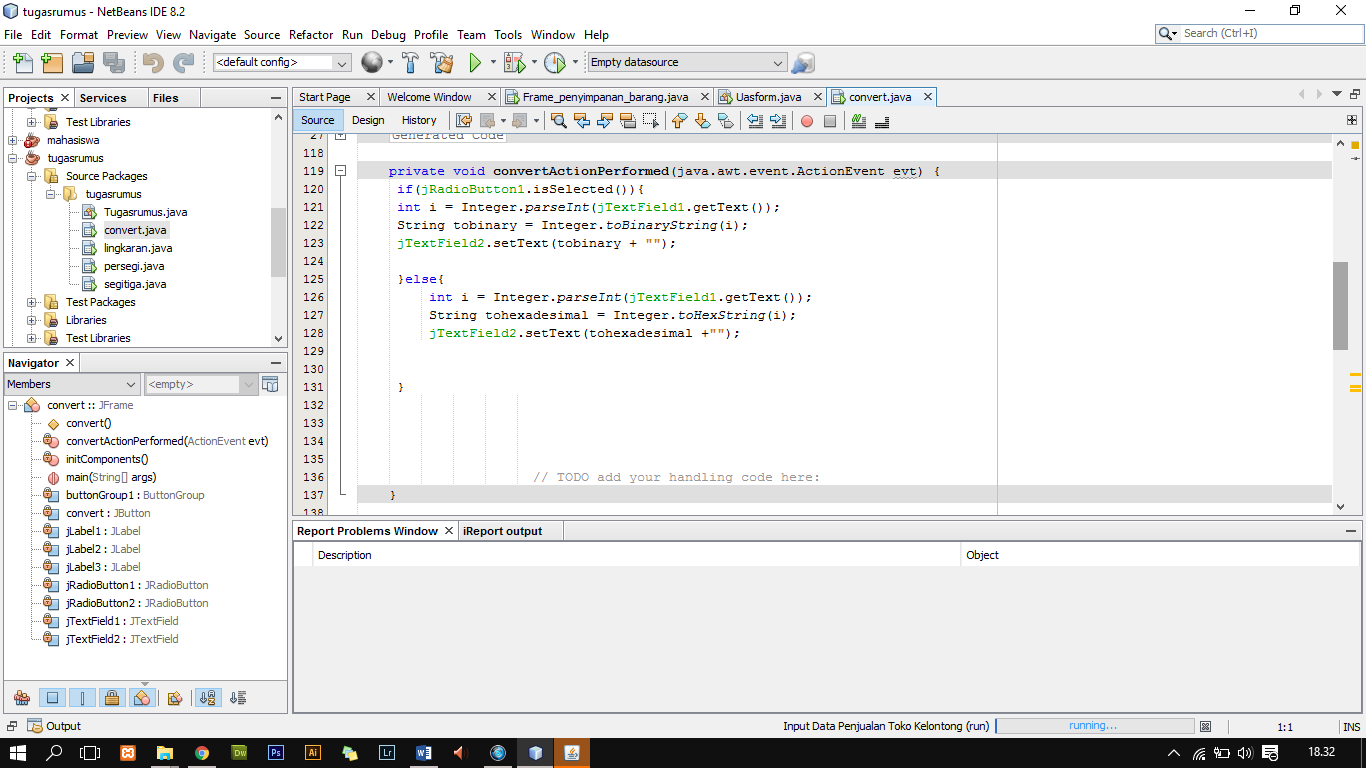 tugasrumus - NetBeans IDE 8.2
File Edit Format Preview View Navigate Source Refactor Run Debug Profile Team Tools Window Help
Search (Ctrl+I)
<default config>
Empty datasource
Projects Services Files
Test Libraries
mahasiswa
tugasrumus
Source Packages
tugasrumus
Tugasrumus.java
convert.java
lingkaran.java
persegi.java
segitiga.java
Test Packages
Libraries
Test Libraries
Navigator
Members <empty>
convert :: JFrame
convert()
convertActionPerformed(ActionEvent evt)
initComponents()
main(String[] args)
buttonGroup1 : ButtonGroup
convert : JButton
jLabel1 : JLabel
jLabel2 : JLabel
jLabel3 : JLabel
jRadioButton1 : JRadioButton
jRadioButton2 : JRadioButton
jTextField1 : JTextField
jTextField2 : JTextField
Start Page Welcome Window Frame_penyimpanan_barang.java Uasform.java convert.java
Source Design History
27 Generated Code
118
119 private void convertActionPerformed(java.awt.event.ActionEvent evt) {
120 if(jRadioButton1.isSelected()){
121 int i = Integer.parseInt(jTextField1.getText());
122 String tobinary = Integer.toBinaryString(i);
123 jTextField2.setText(tobinary + "");
124
125 }else{
126 int i = Integer.parseInt(jTextField1.getText());
127 String tohexadesimal = Integer.toHexString(i);
128 jTextField2.setText(tohexadesimal +"");
129
130
131 }
132
133
134
135
136 // TODO add your handling code here:
137 }
138
Report Problems Window iReport output
Description Object
Output
Input Data Penjualan Toko Kelontong (run) running... 1:1 INS
Dw Ps Ai Lr
18.32